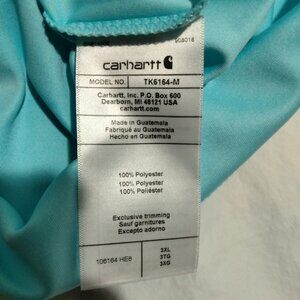 carhartt
MODEL NO. TK6164-M
Carhartt, Inc. P.O. Box 600
Dearborn, MI 48121 USA
carhartt.com
Made in Guatemala
Fabriqué au Guatemala
Hecho en Guatemala
100% Polyester
100% Polyester
100% Poliéster
Exclusive trimming
Sauf garnitures
Excepto adorno
106164 HE8
3XL
3TG
3XG